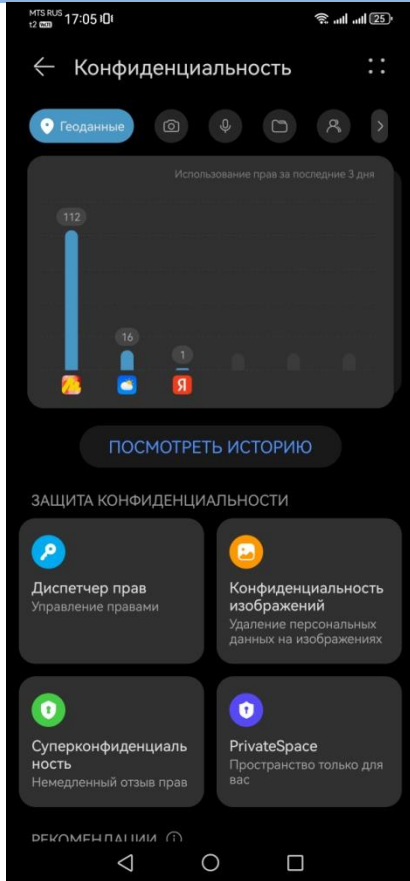 MTS RUS
t2 17:05
25
Конфиденциальность
Геоданные
Использование прав за последние 3 дня
112
16
1
Я
ПОСМОТРЕТЬ ИСТОРИЮ
ЗАЩИТА КОНФИДЕНЦИАЛЬНОСТИ
Диспетчер прав
Управление правами
Конфиденциальность
изображений
Удаление персональных
данных на изображениях
Суперконфиденциаль
ность
Немедленный отзыв прав
PrivateSpace
Пространство только для
вас
РЕКОМЕНДАЦИИ